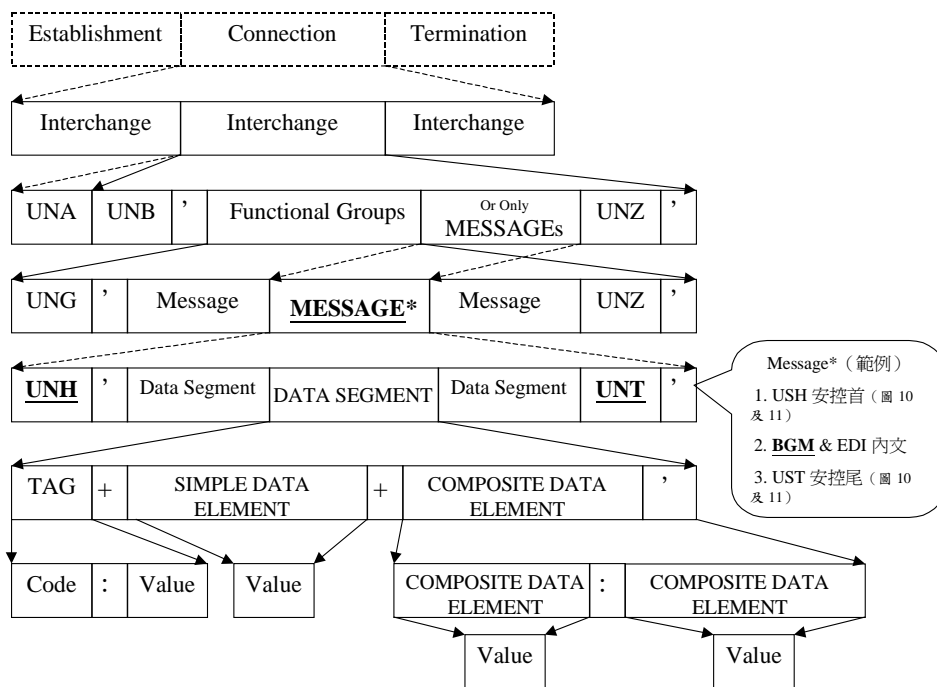 Establishment Connection Termination
Interchange Interchange Interchange
UNA UNB ’ Functional Groups Or Only MESSAGEs UNZ ’
UNG ’ Message MESSAGE* Message UNZ ’
UNH ’ Data Segment DATA SEGMENT Data Segment UNT ’
Message*（範例）
1. USH 安控首（圖 10
及 11）
2. BGM & EDI 內文
3. UST 安控尾（圖 10
及 11）
TAG + SIMPLE DATA ELEMENT + COMPOSITE DATA ELEMENT ’
Code : Value Value COMPOSITE DATA ELEMENT : COMPOSITE DATA ELEMENT
Value Value